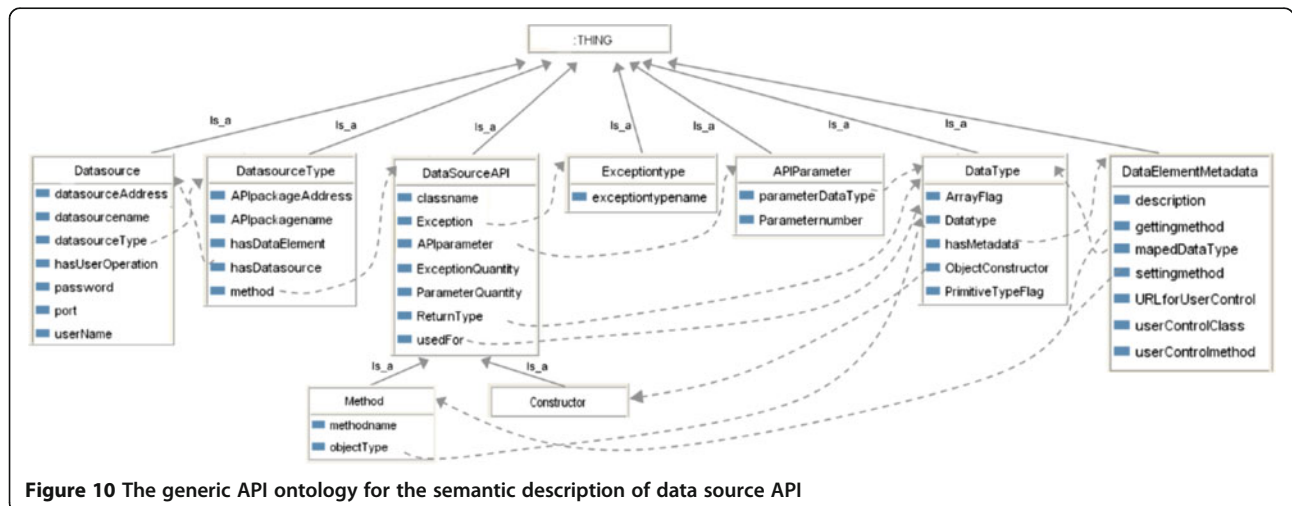 :THING
Is_a
Is_a
Is_a
Is_a
Is_a
Is_a
Is_a
Datasource
datasourceAddress
datasourcename
datasourceType
hasUserOperation
password
port
userName
DatasourceType
APIpackageAddress
APIpackagename
hasDataElement
hasDatasource
method
DataSourceAPI
classname
Exception
APIparameter
ExceptionQuantity
ParameterQuantity
ReturnType
usedFor
Exceptiontype
exceptiontypename
APIParameter
parameterDataType
Parameternumber
DataType
ArrayFlag
Datatype
hasMetadata
ObjectConstructor
PrimitiveTypeFlag
DataElementMetadata
description
gettingmethod
mapedDataType
settingmethod
URLforUserControl
userControlClass
userControlmethod
Is_a
Is_a
Method
methodname
objectType
Constructor
Figure 10 The generic API ontology for the semantic description of data source API